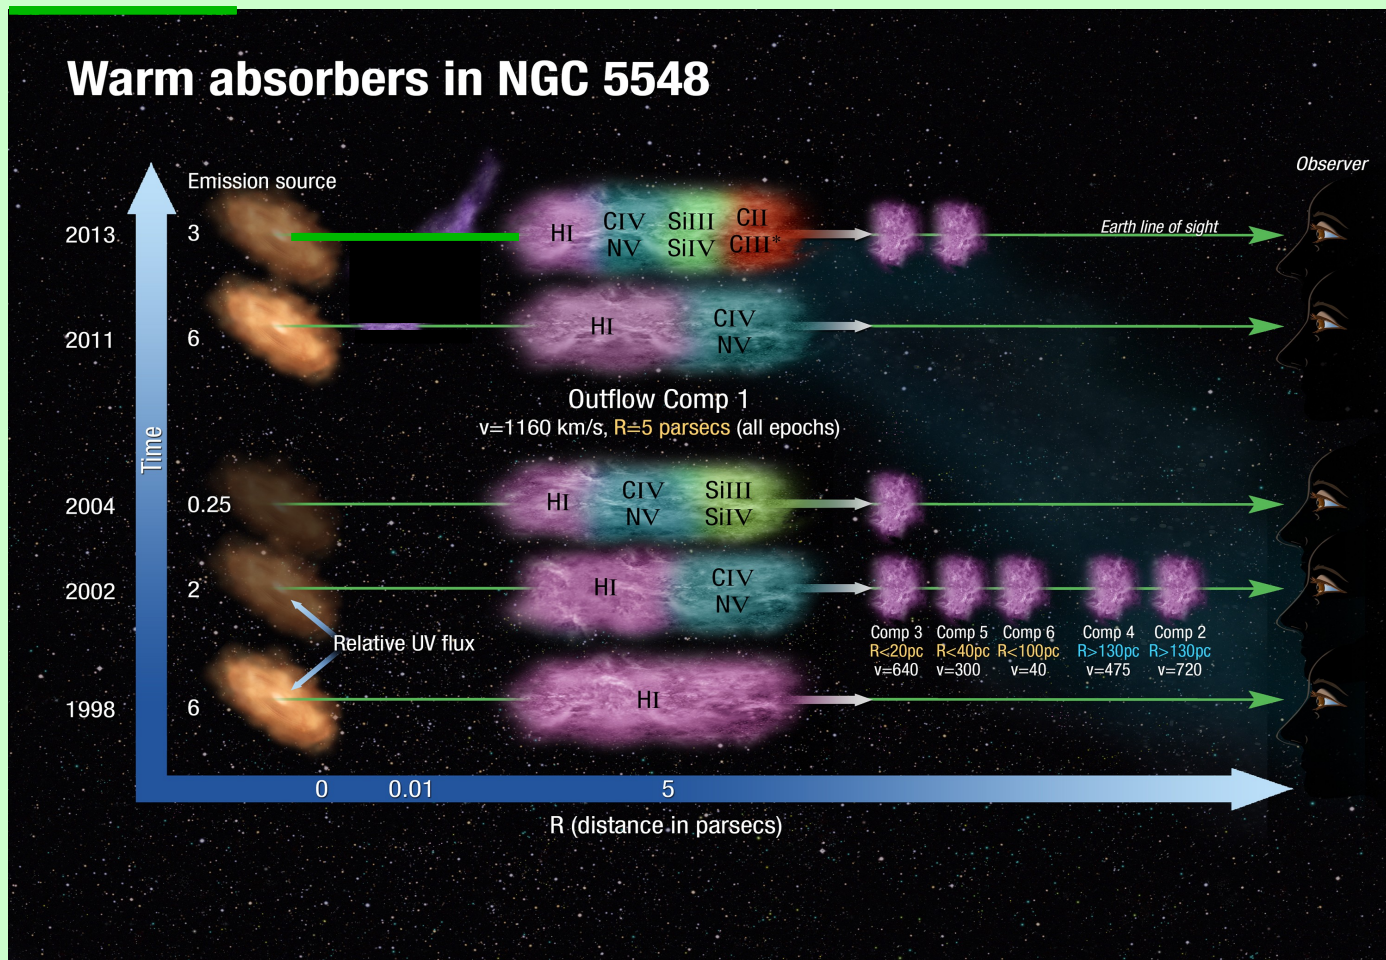 Warm absorbers in NGC 5548
Observer
Emission source
2013
3
HI
CIV
NV
SiIII
SiIV
CII
CIII*
Earth line of sight
2011
6
HI
CIV
NV
Outflow Comp 1
v=1160 km/s, R=5 parsecs (all epochs)
Time
2004
0.25
HI
CIV
NV
SiIII
SiIV
2002
2
HI
CIV
NV
Relative UV flux
Comp 3
R<20pc
v=640
Comp 5
R<40pc
v=300
Comp 6
R<100pc
v=40
Comp 4
R>130pc
v=475
Comp 2
R>130pc
v=720
1998
6
HI
0 0.01 5
R (distance in parsecs)